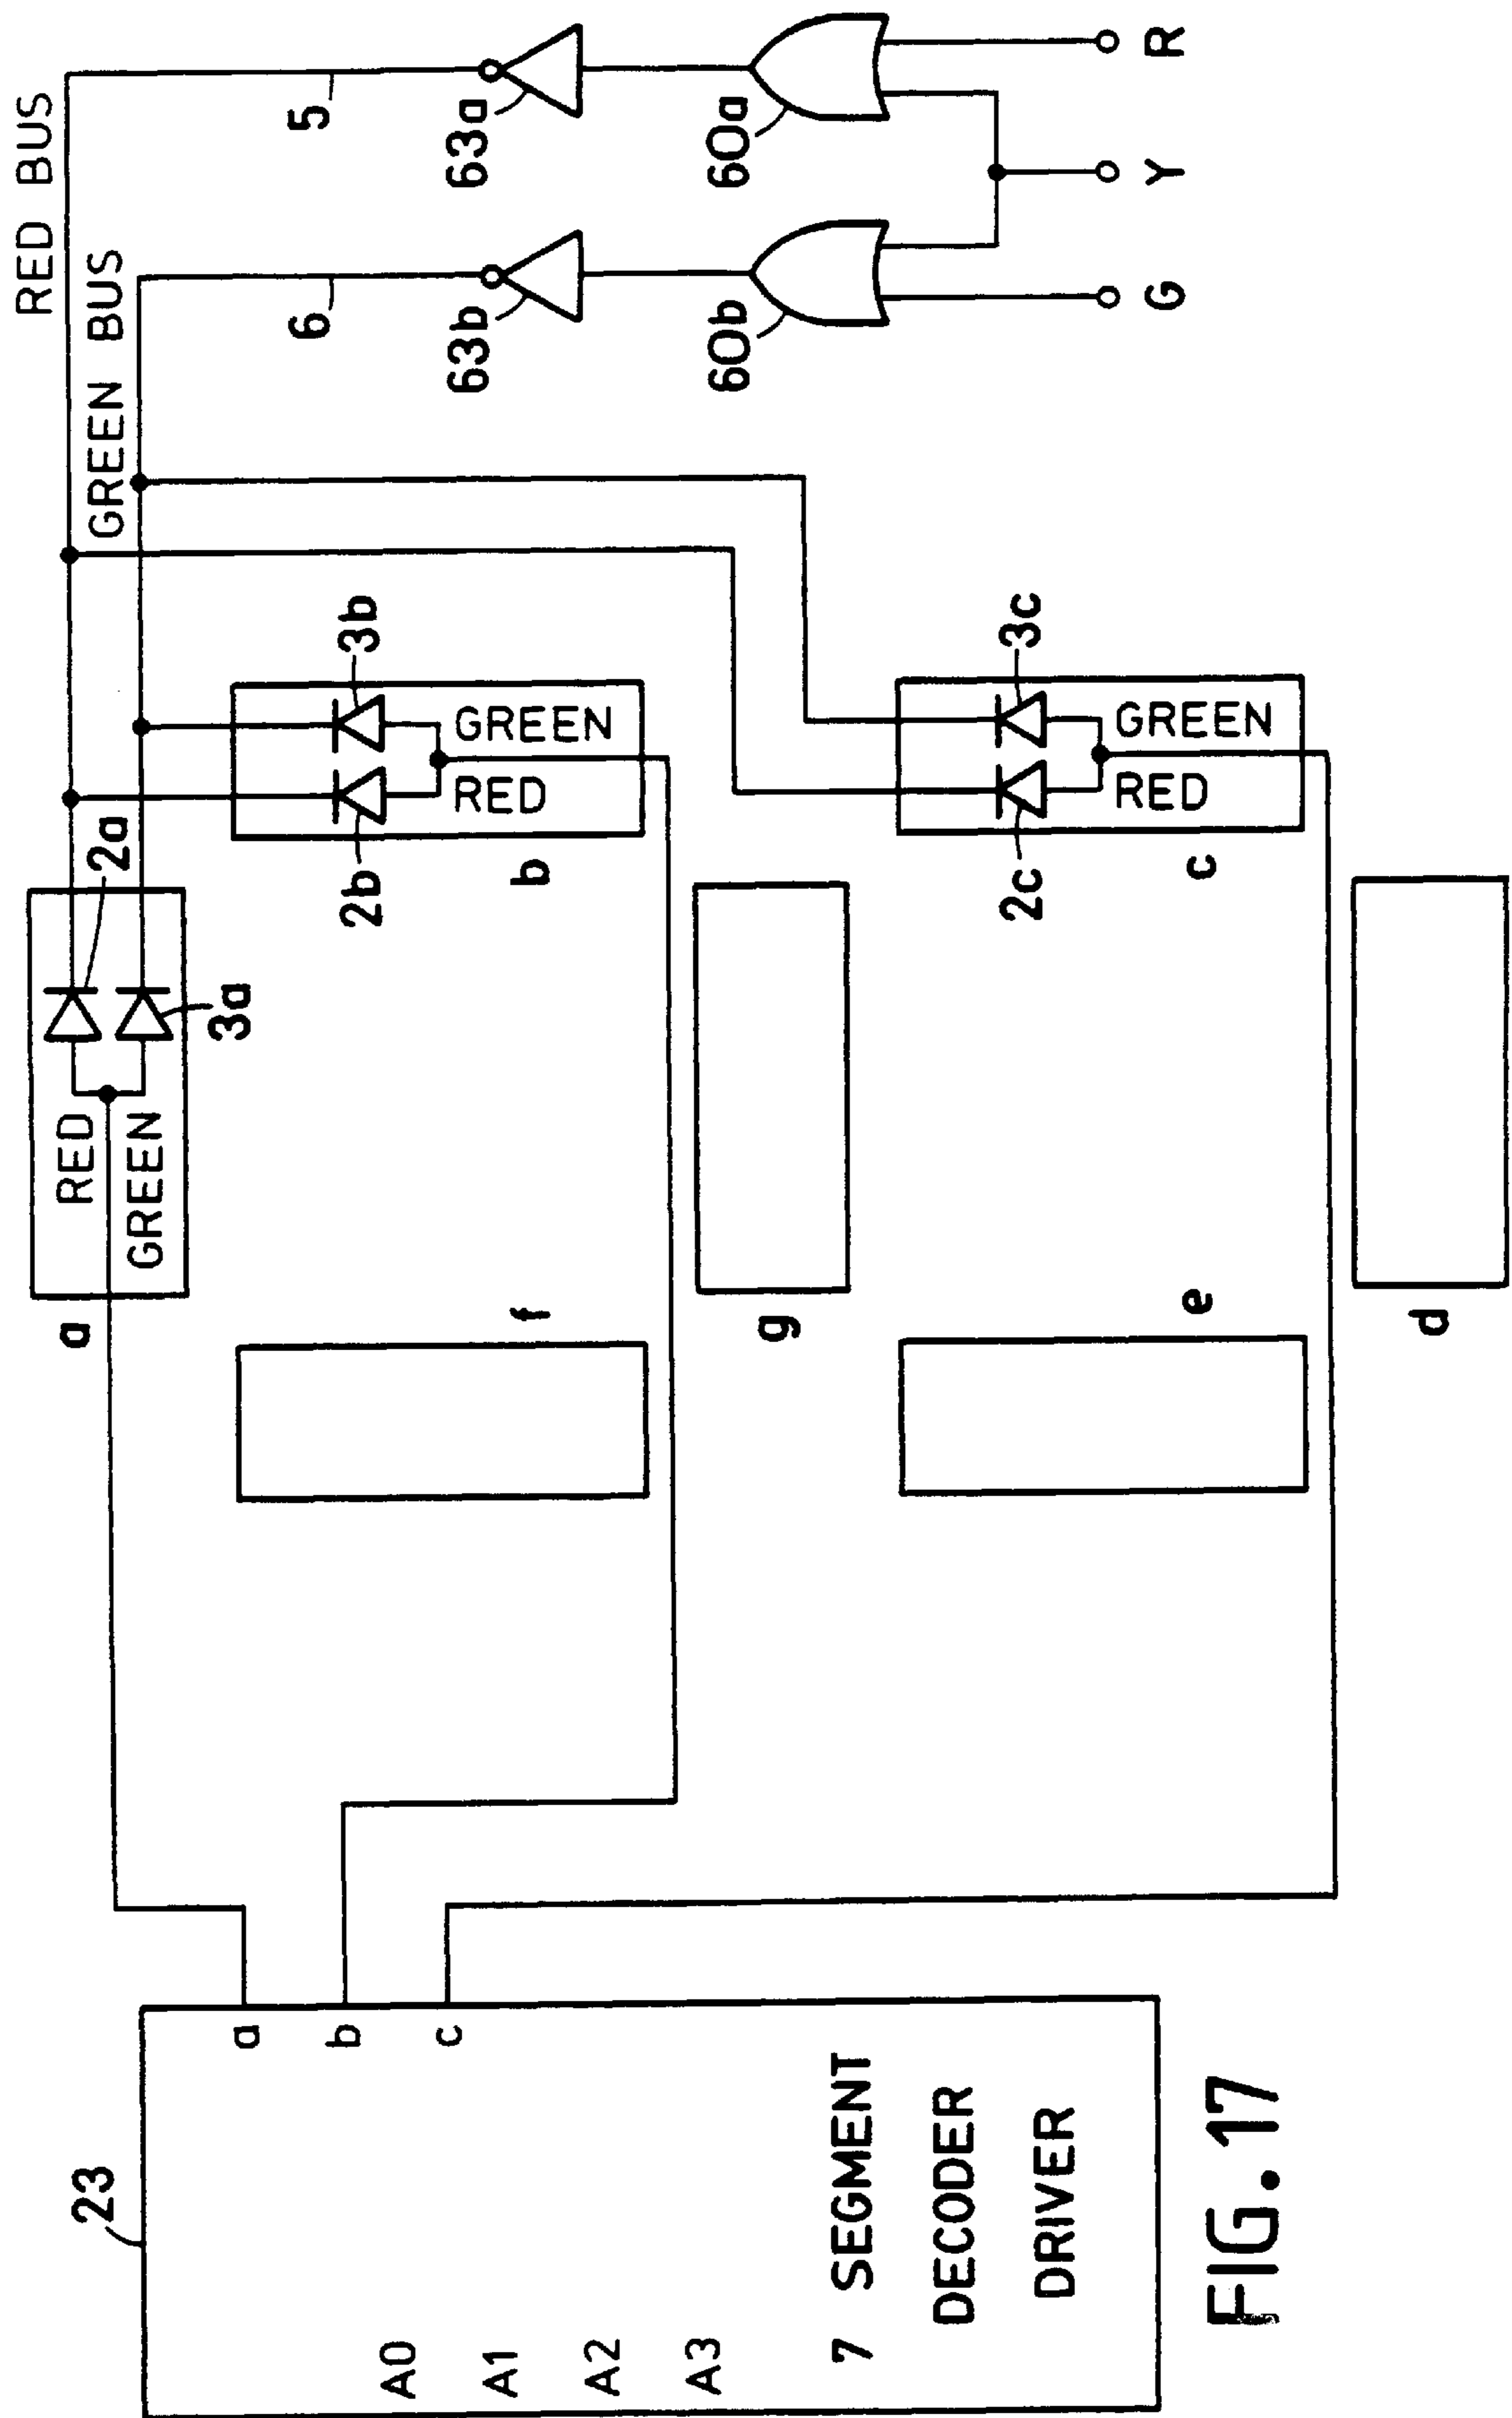 RED BUS
GREEN BUS
RED
GREEN
a
2a
3a
5
6
63a
63b
60a
60b
R
Y
G
f
2b
3b
RED
GREEN
b
g
2c
3c
RED
GREEN
c
e
d
23
a
b
c
A0
A1
A2
A3
7 SEGMENT
DECODER
DRIVER
FIG. 17